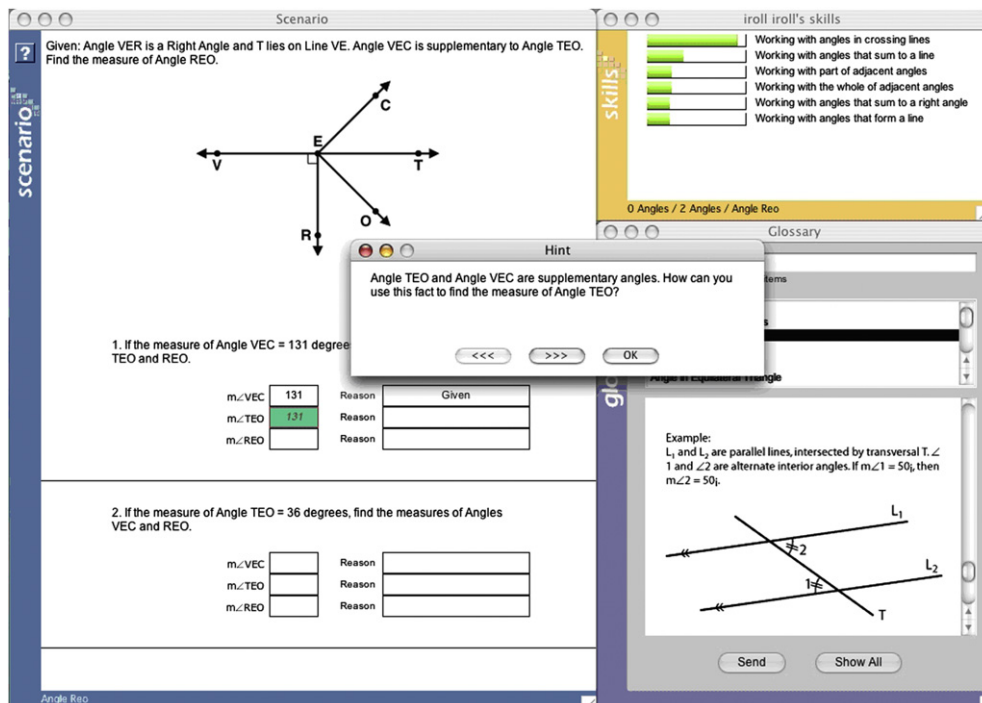 Scenario
?
scenario
Given: Angle VER is a Right Angle and T lies on Line VE. Angle VEC is supplementary to Angle TEO.
Find the measure of Angle REO.
C
E
V
T
O
R
1. If the measure of Angle VEC = 131 degree
TEO and REO.
m∠VEC 131 Reason Given
m∠TEO 131 Reason
m∠REO Reason
2. If the measure of Angle TEO = 36 degrees, find the measures of Angles
VEC and REO.
m∠VEC Reason
m∠TEO Reason
m∠REO Reason
Angle Reo
Hint
Angle TEO and Angle VEC are supplementary angles. How can you
use this fact to find the measure of Angle TEO?
<<< >>> OK
iroll iroll's skills
skills
Working with angles in crossing lines
Working with angles that sum to a line
Working with part of adjacent angles
Working with the whole of adjacent angles
Working with angles that sum to a right angle
Working with angles that form a line
0 Angles / 2 Angles / Angle Reo
Glossary
glo
tems
s
Angle in Equilateral Triangle
Example:
L₁ and L₂ are parallel lines, intersected by transversal T. ∠
1 and ∠2 are alternate interior angles. If m∠1 = 50¡, then
m∠2 = 50¡.
L₁
2
L₂
1
T
Send Show All